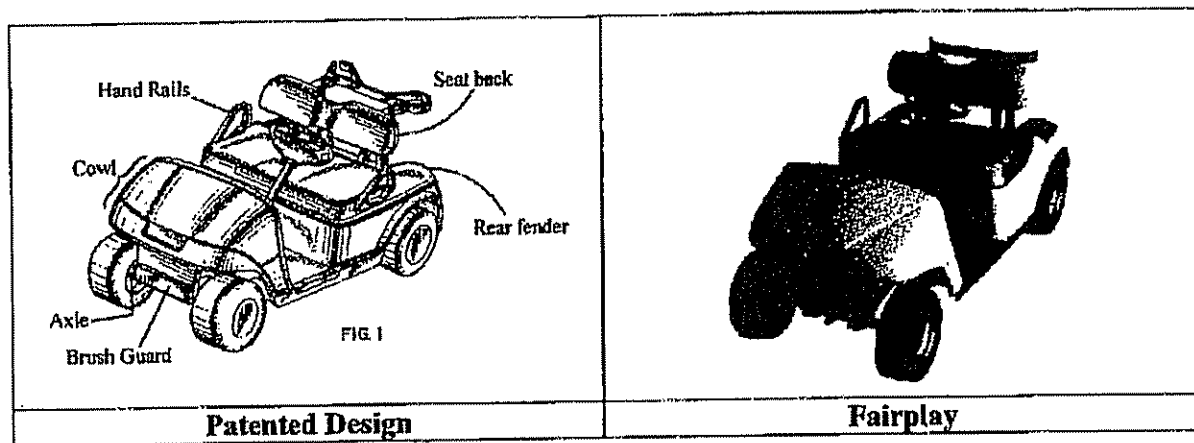 Hand Rails
Seat back
Cowl
Rear fender
Axle
Brush Guard
FIG. 1
Patented Design
Fairplay